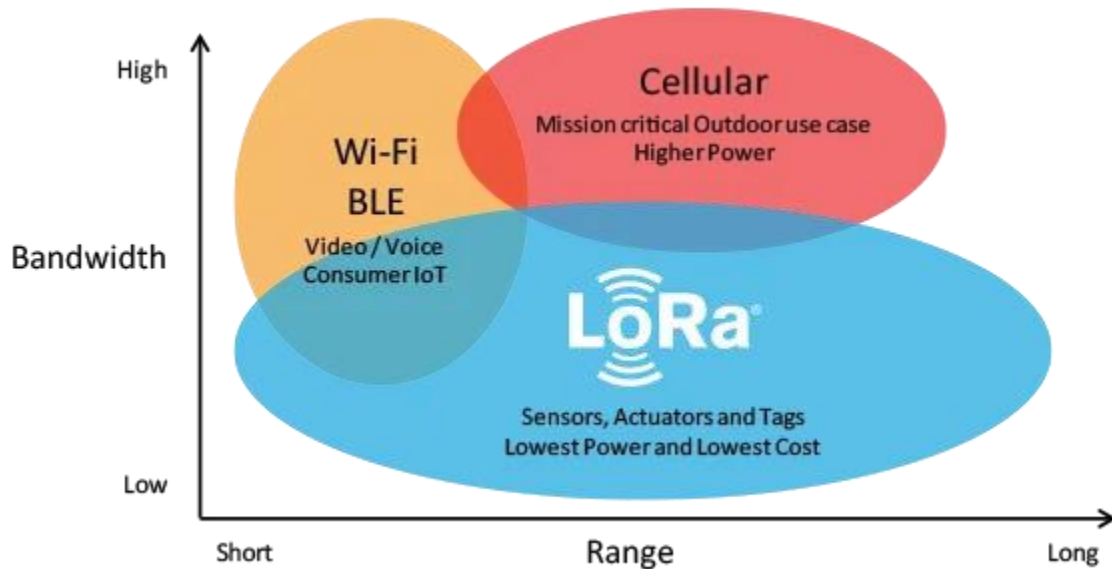 High
Cellular
Mission critical Outdoor use case
Higher Power
Wi-Fi
BLE
Video / Voice
Consumer IoT
Bandwidth
LoRa®
Sensors, Actuators and Tags
Lowest Power and Lowest Cost
Low
Short
Range
Long